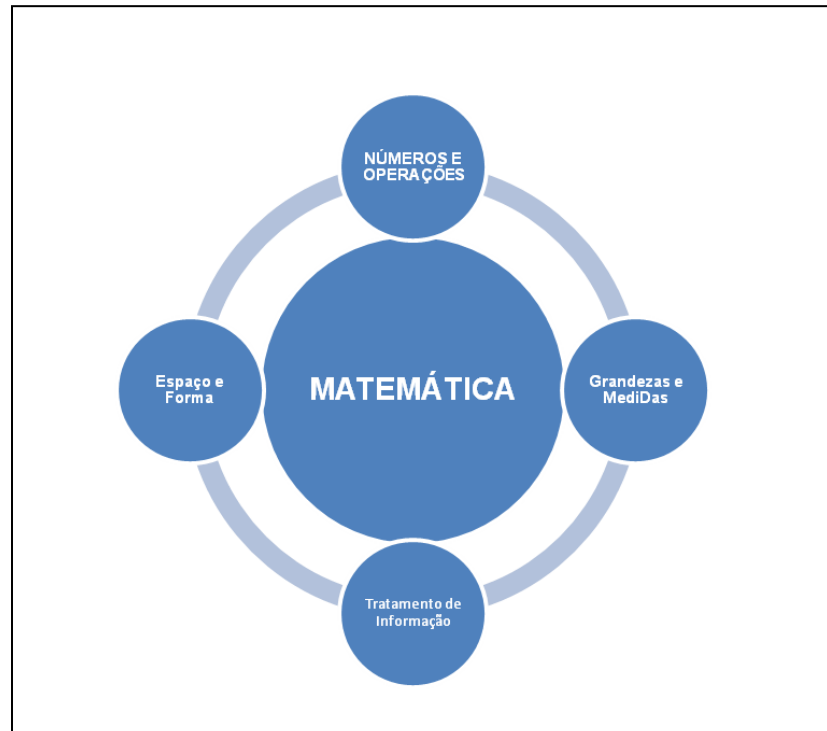 NÚMEROS E
OPERAÇÕES
Espaço e
Forma
MATEMÁTICA
Grandezas e
MediDas
Tratamento de
Informação